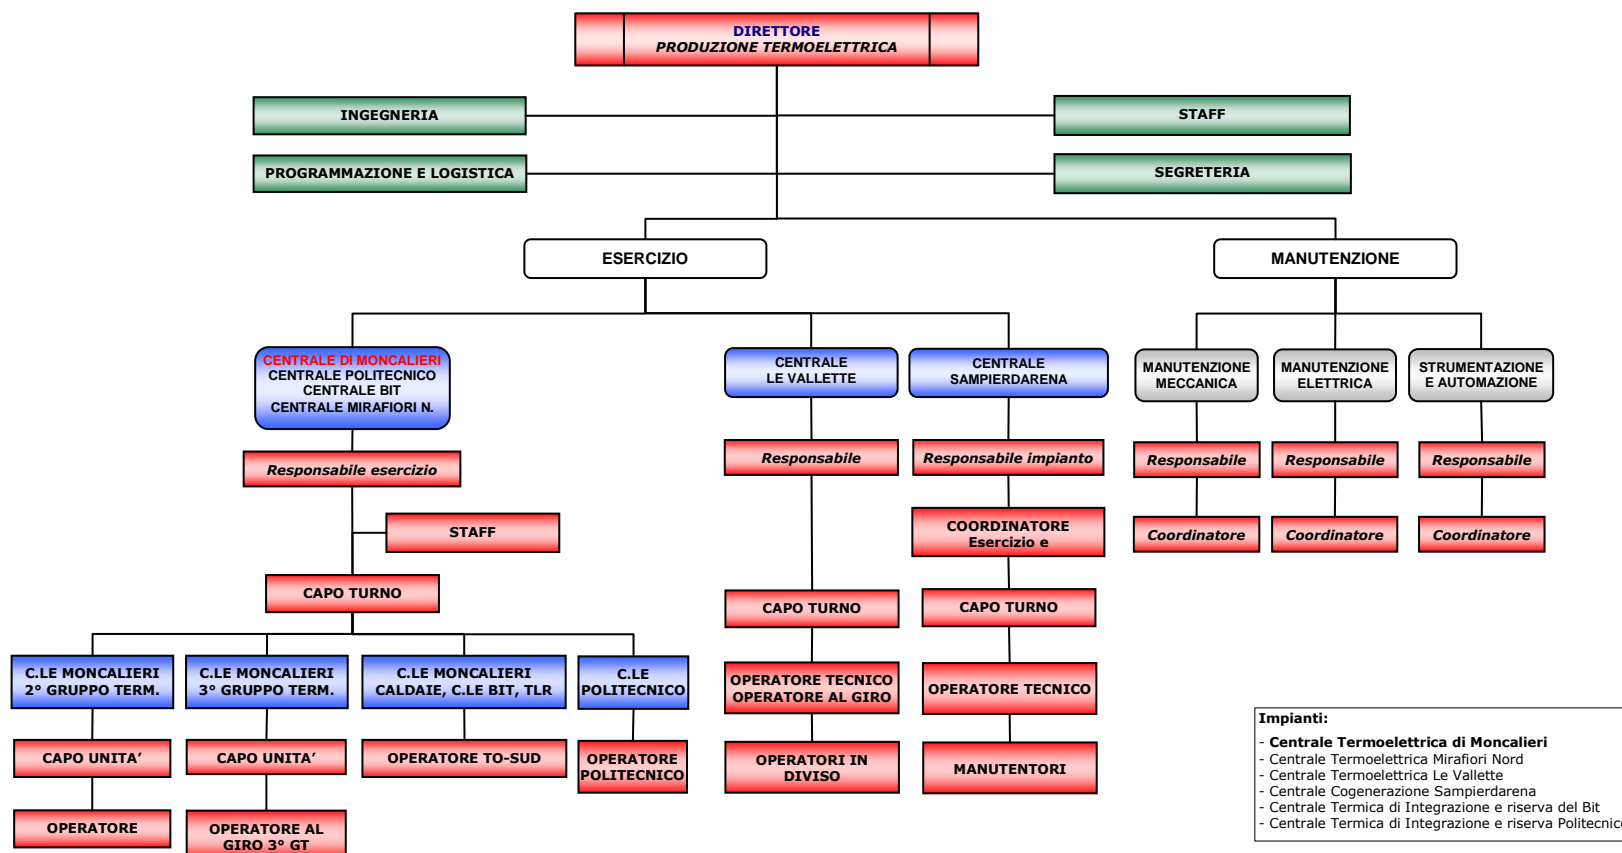 DIRETTORE
PRODUZIONE TERMOELETTRICA
INGEGNERIA
STAFF
PROGRAMMAZIONE E LOGISTICA
SEGRETERIA
ESERCIZIO
MANUTENZIONE
CENTRALE DI MONCALIERI
CENTRALE POLITECNICO
CENTRALE BIT
CENTRALE MIRAFIORI N.
CENTRALE
LE VALLETTE
CENTRALE
SAMPIERDARENA
MANUTENZIONE
MECCANICA
MANUTENZIONE
ELETTRICA
STRUMENTAZIONE
E AUTOMAZIONE
Responsabile esercizio
Responsabile
Responsabile impianto
Responsabile
Responsabile
Responsabile
STAFF
COORDINATORE
Esercizio e
Coordinatore
Coordinatore
Coordinatore
CAPO TURNO
CAPO TURNO
CAPO TURNO
C.LE MONCALIERI
2° GRUPPO TERM.
C.LE MONCALIERI
3° GRUPPO TERM.
C.LE MONCALIERI
CALDAIE, C.LE BIT, TLR
C.LE
POLITECNICO
OPERATORE TECNICO
OPERATORE AL GIRO
OPERATORE TECNICO
CAPO UNITA’
CAPO UNITA’
OPERATORE TO-SUD
OPERATORE
POLITECNICO
OPERATORI IN
DIVISO
MANUTENTORI
OPERATORE
OPERATORE AL
GIRO 3° GT
Impianti:
- Centrale Termoelettrica di Moncalieri
- Centrale Termoelettrica Mirafiori Nord
- Centrale Termoelettrica Le Vallette
- Centrale Cogenerazione Sampierdarena
- Centrale Termica di Integrazione e riserva del Bit
- Centrale Termica di Integrazione e riserva Politecnico